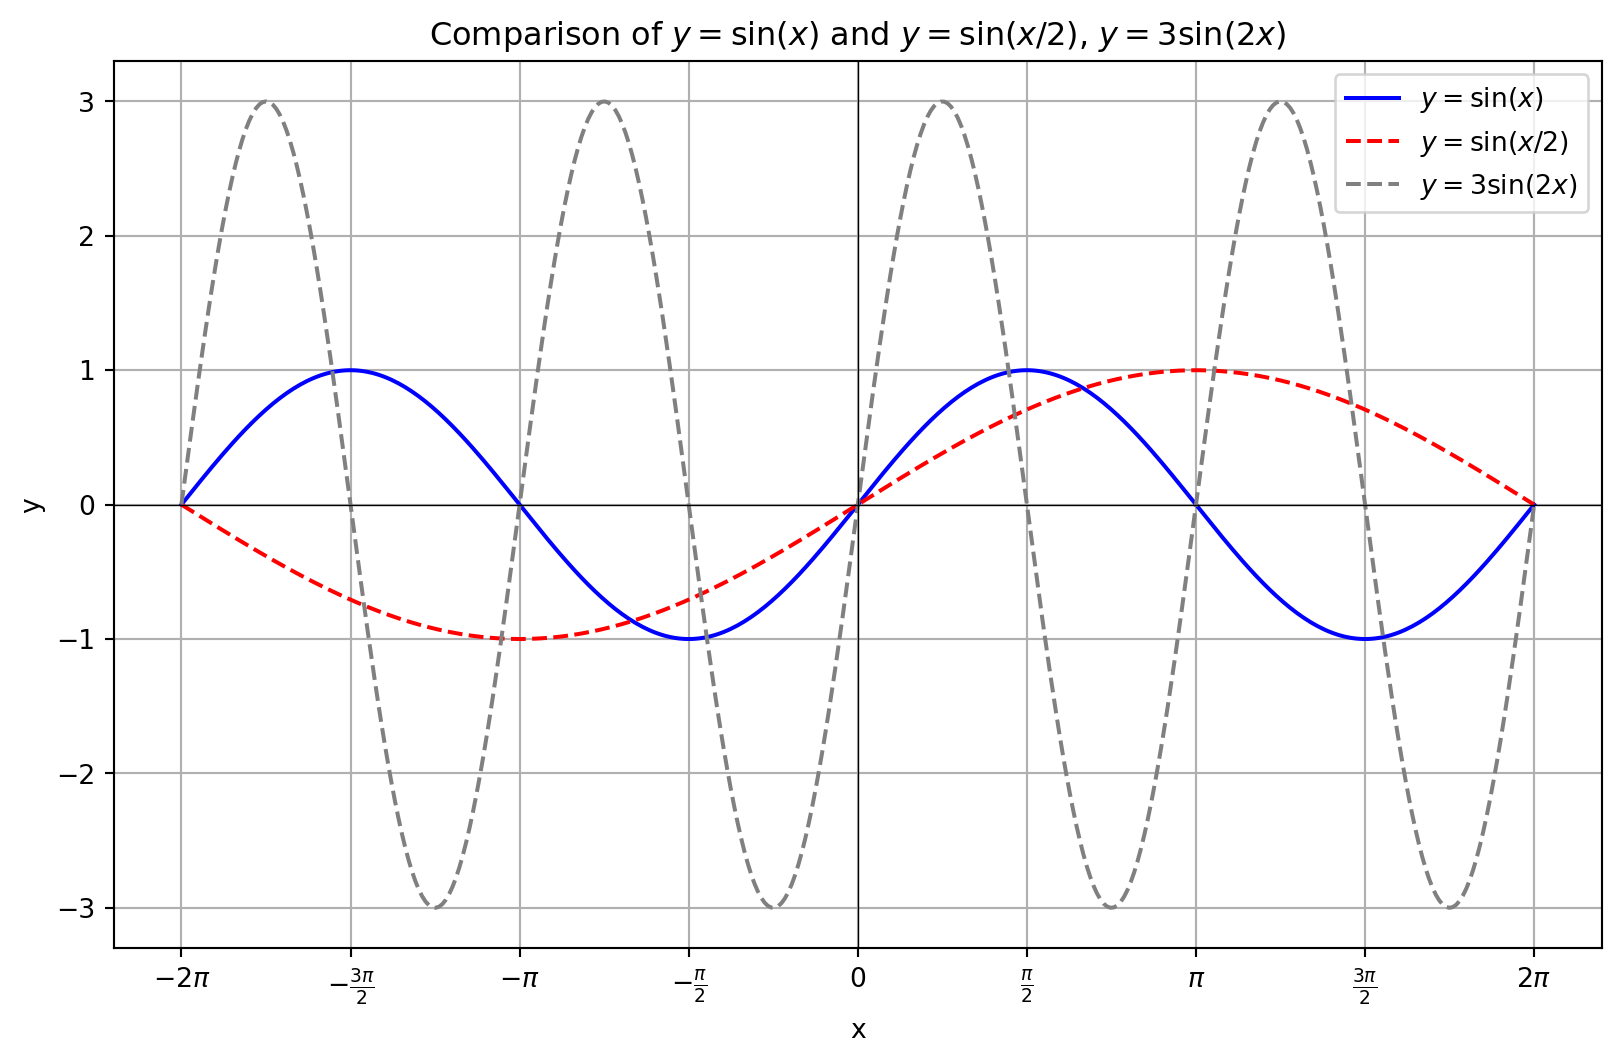 Comparison of y = sin(x) and y = sin(x/2), y = 3sin(2x)
y = sin(x)
y = sin(x/2)
y = 3sin(2x)
y
3
2
1
0
−1
−2
−3
−2π
−3π/2
−π
−π/2
0
π/2
π
3π/2
2π
x